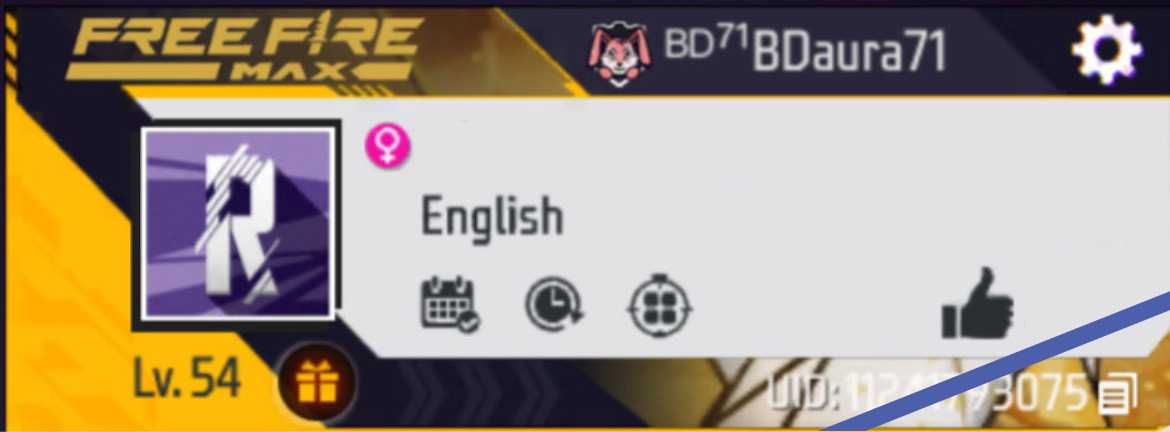 FREE FIRE
MAX
BD⁷¹BDaura71
R
English
Lv. 54
UID: